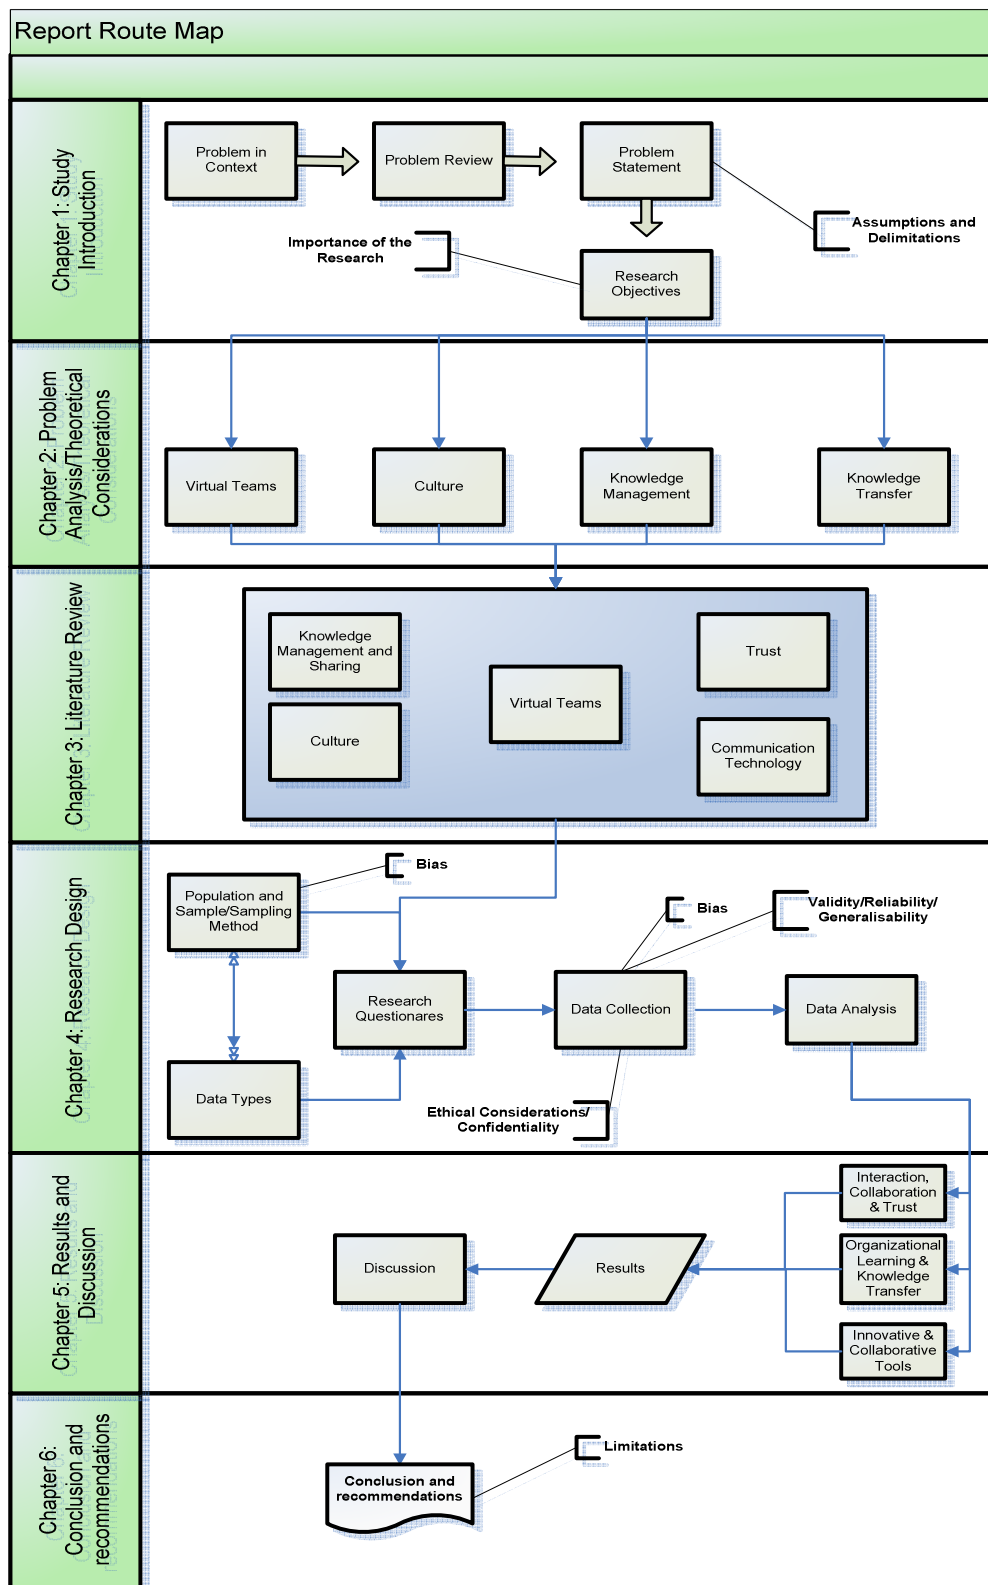 Report Route Map
Chapter 1: Study
Introduction
Problem in
Context
Problem Review
Problem
Statement
Assumptions and
Delimitations
Importance of the
Research
Research
Objectives
Chapter 2: Problem
Analysis/Theoretical
Considerations
Virtual Teams
Culture
Knowledge
Management
Knowledge
Transfer
Chapter 3: Literature Review
Knowledge
Management and
Sharing
Culture
Virtual Teams
Trust
Communication
Technology
Chapter 4: Research Design
Population and
Sample/Sampling
Method
Bias
Data Types
Research
Questionares
Bias
Validity/Reliability/
Generalisability
Data Collection
Data Analysis
Ethical Considerations/
Confidentiality
Chapter 5: Results and
Discussion
Interaction,
Collaboration
& Trust
Organizational
Learning &
Knowledge
Transfer
Innovative &
Collaborative
Tools
Results
Discussion
Chapter 6:
Conclusion and
recommendations
Conclusion and
recommendations
Limitations